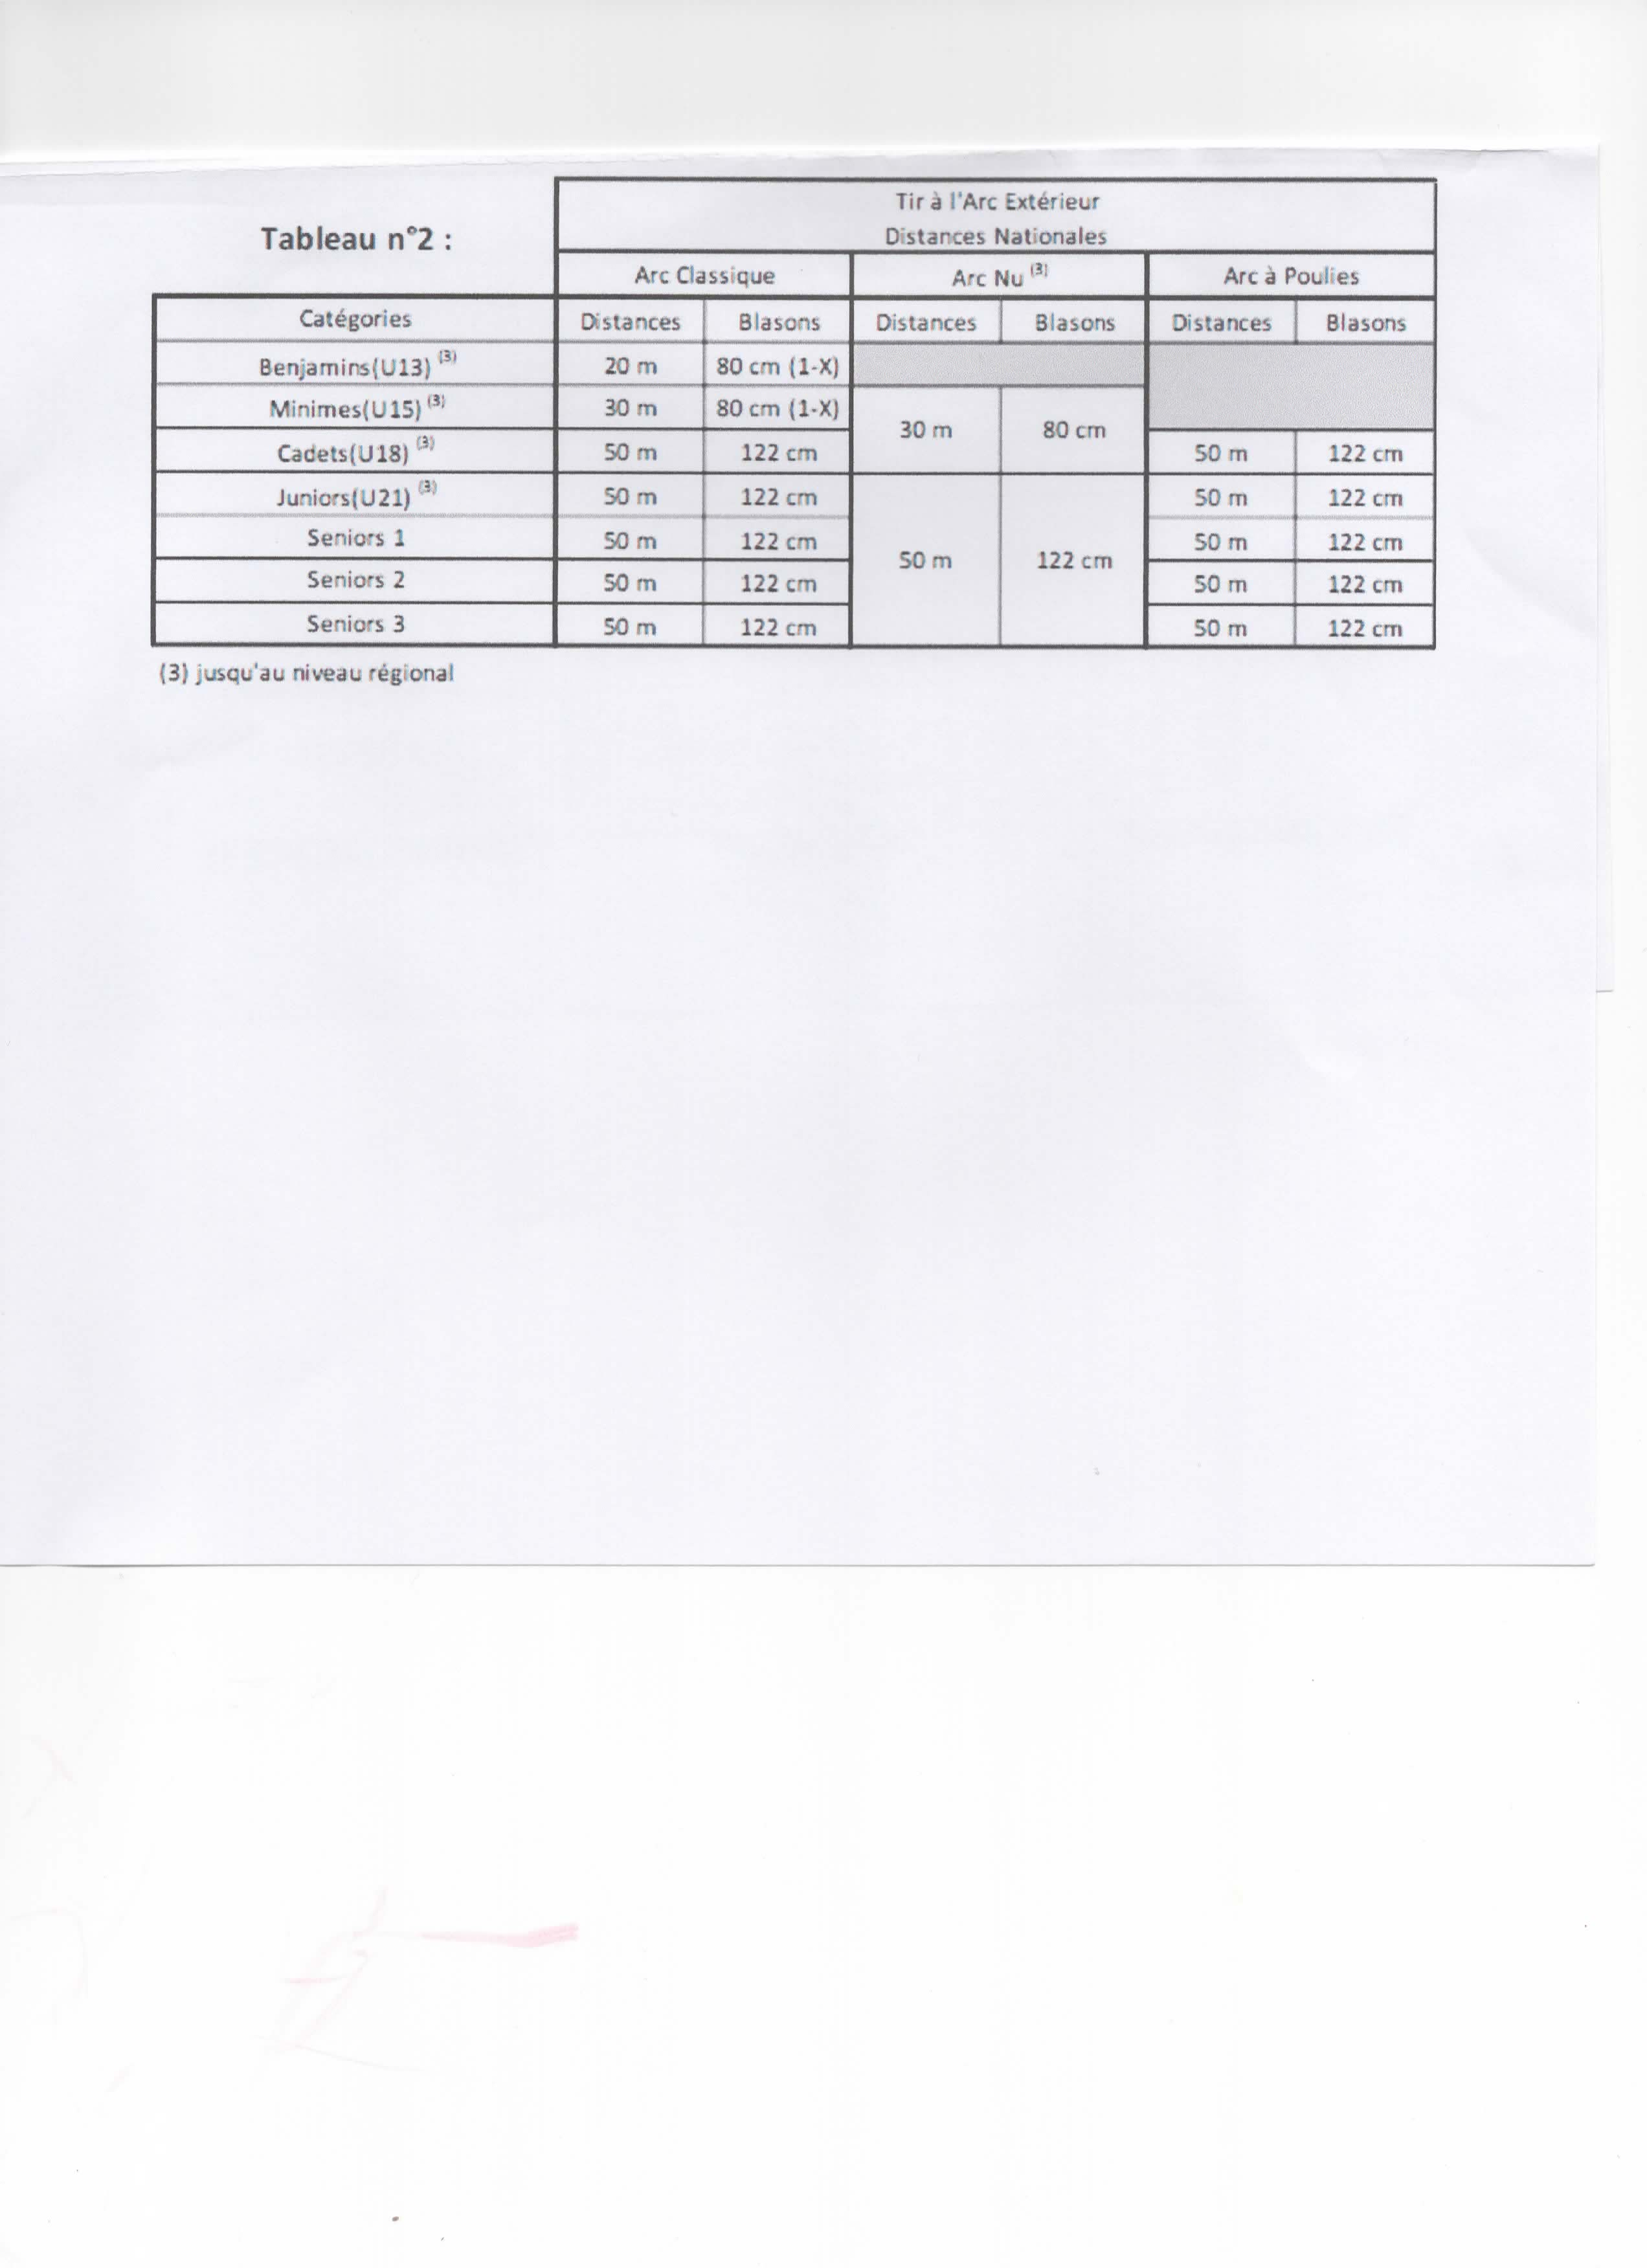 Tableau n°2 :
Tir à l'Arc Extérieur
Distances Nationales
Arc Classique Arc Nu (3) Arc à Poulies
Catégories Distances Blasons Distances Blasons Distances Blasons
Benjamins(U13) (3) 20 m 80 cm (1-X)
Minimes(U15) (3) 30 m 80 cm (1-X)
30 m 80 cm
Cadets(U18) (3) 50 m 122 cm 50 m 122 cm
Juniors(U21) (3) 50 m 122 cm 50 m 122 cm
Seniors 1 50 m 122 cm 50 m 122 cm
50 m 122 cm
Seniors 2 50 m 122 cm 50 m 122 cm
Seniors 3 50 m 122 cm 50 m 122 cm
(3) jusqu'au niveau régional